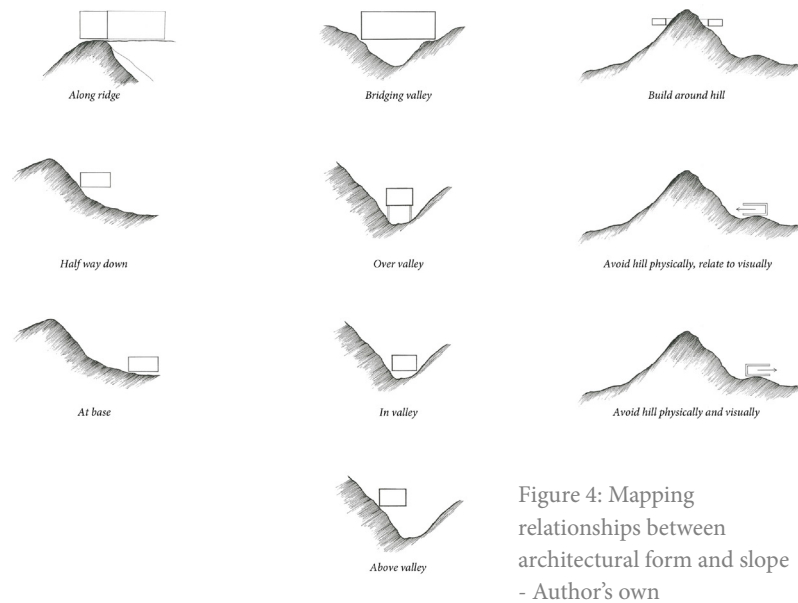 Along ridge
Bridging valley
Build around hill
Half way down
Over valley
Avoid hill physically, relate to visually
At base
In valley
Avoid hill physically and visually
Above valley
Figure 4: Mapping
relationships between
architectural form and slope
- Author's own